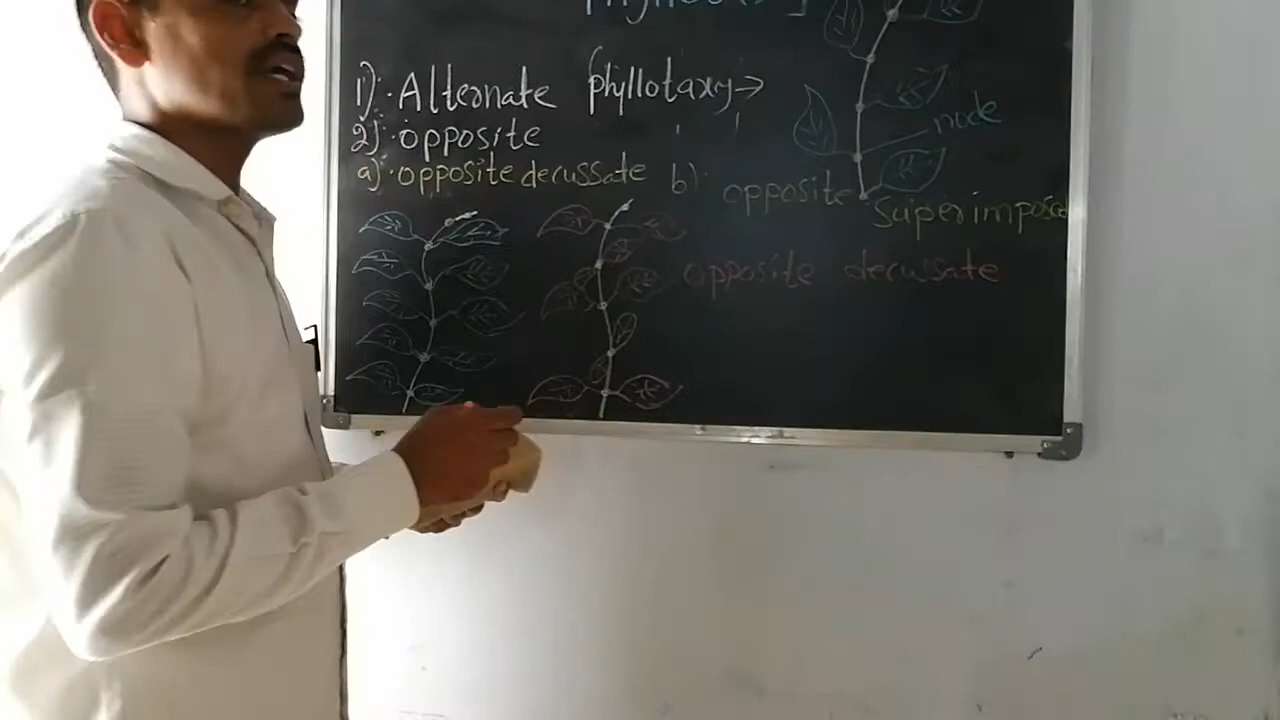 1). Alternate phyllotaxy →
node
2). opposite
a). opposite decussate b) opposite superimposed
opposite decussate